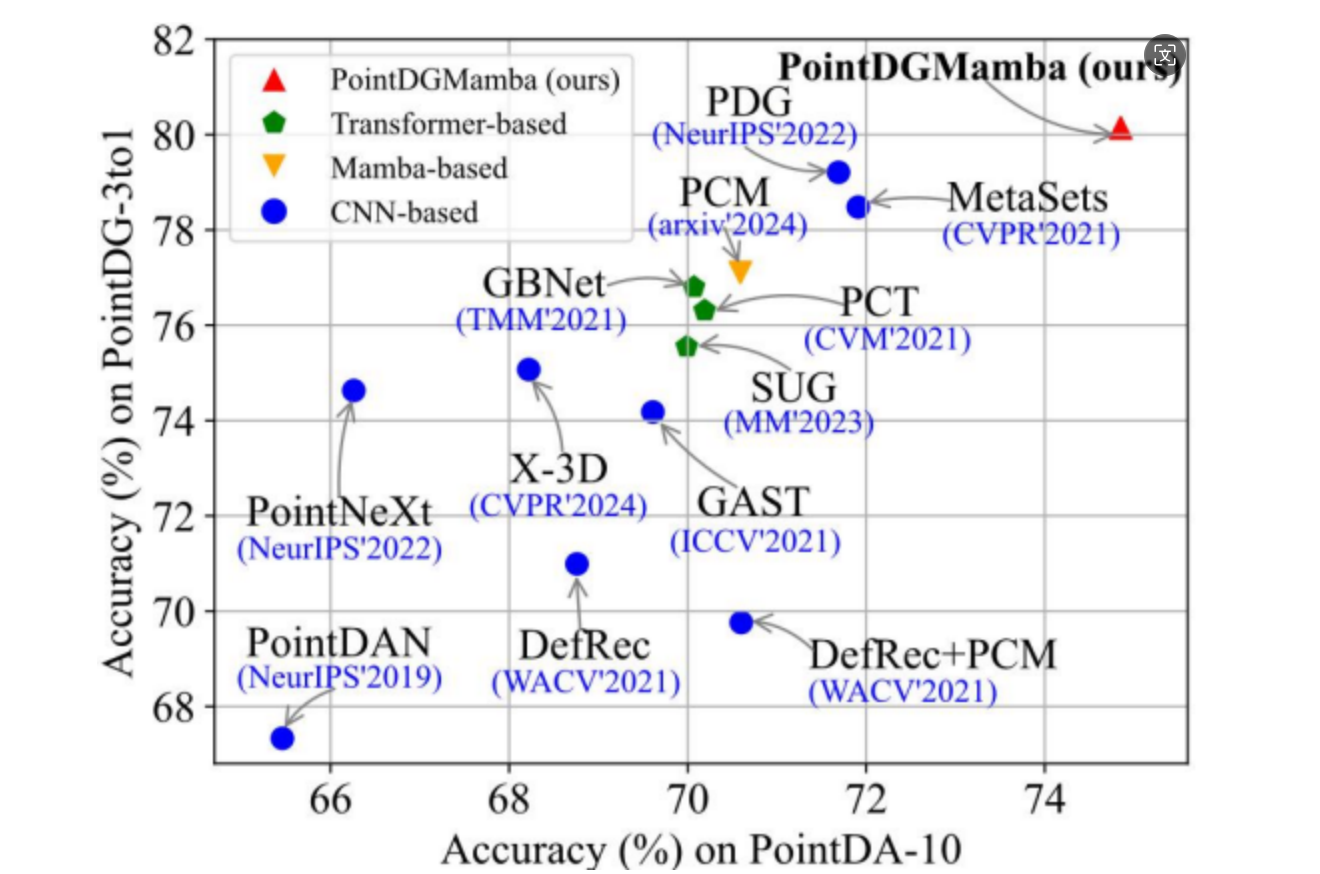 82
80
78
76
74
72
70
68
Accuracy (%) on PointDG-3to1
PointDGMamba (ours)
Transformer-based
Mamba-based
CNN-based
PointDGMamba (ours)
PDG
(NeurIPS'2022)
PCM
(arxiv'2024)
MetaSets
(CVPR'2021)
GBNet
(TMM'2021)
PCT
(CVM'2021)
SUG
(MM'2023)
X-3D
(CVPR'2024)
GAST
(ICCV'2021)
PointNeXt
(NeurIPS'2022)
PointDAN
(NeurIPS'2019)
DefRec
(WACV'2021)
DefRec+PCM
(WACV'2021)
66
68
70
72
74
Accuracy (%) on PointDA-10
文